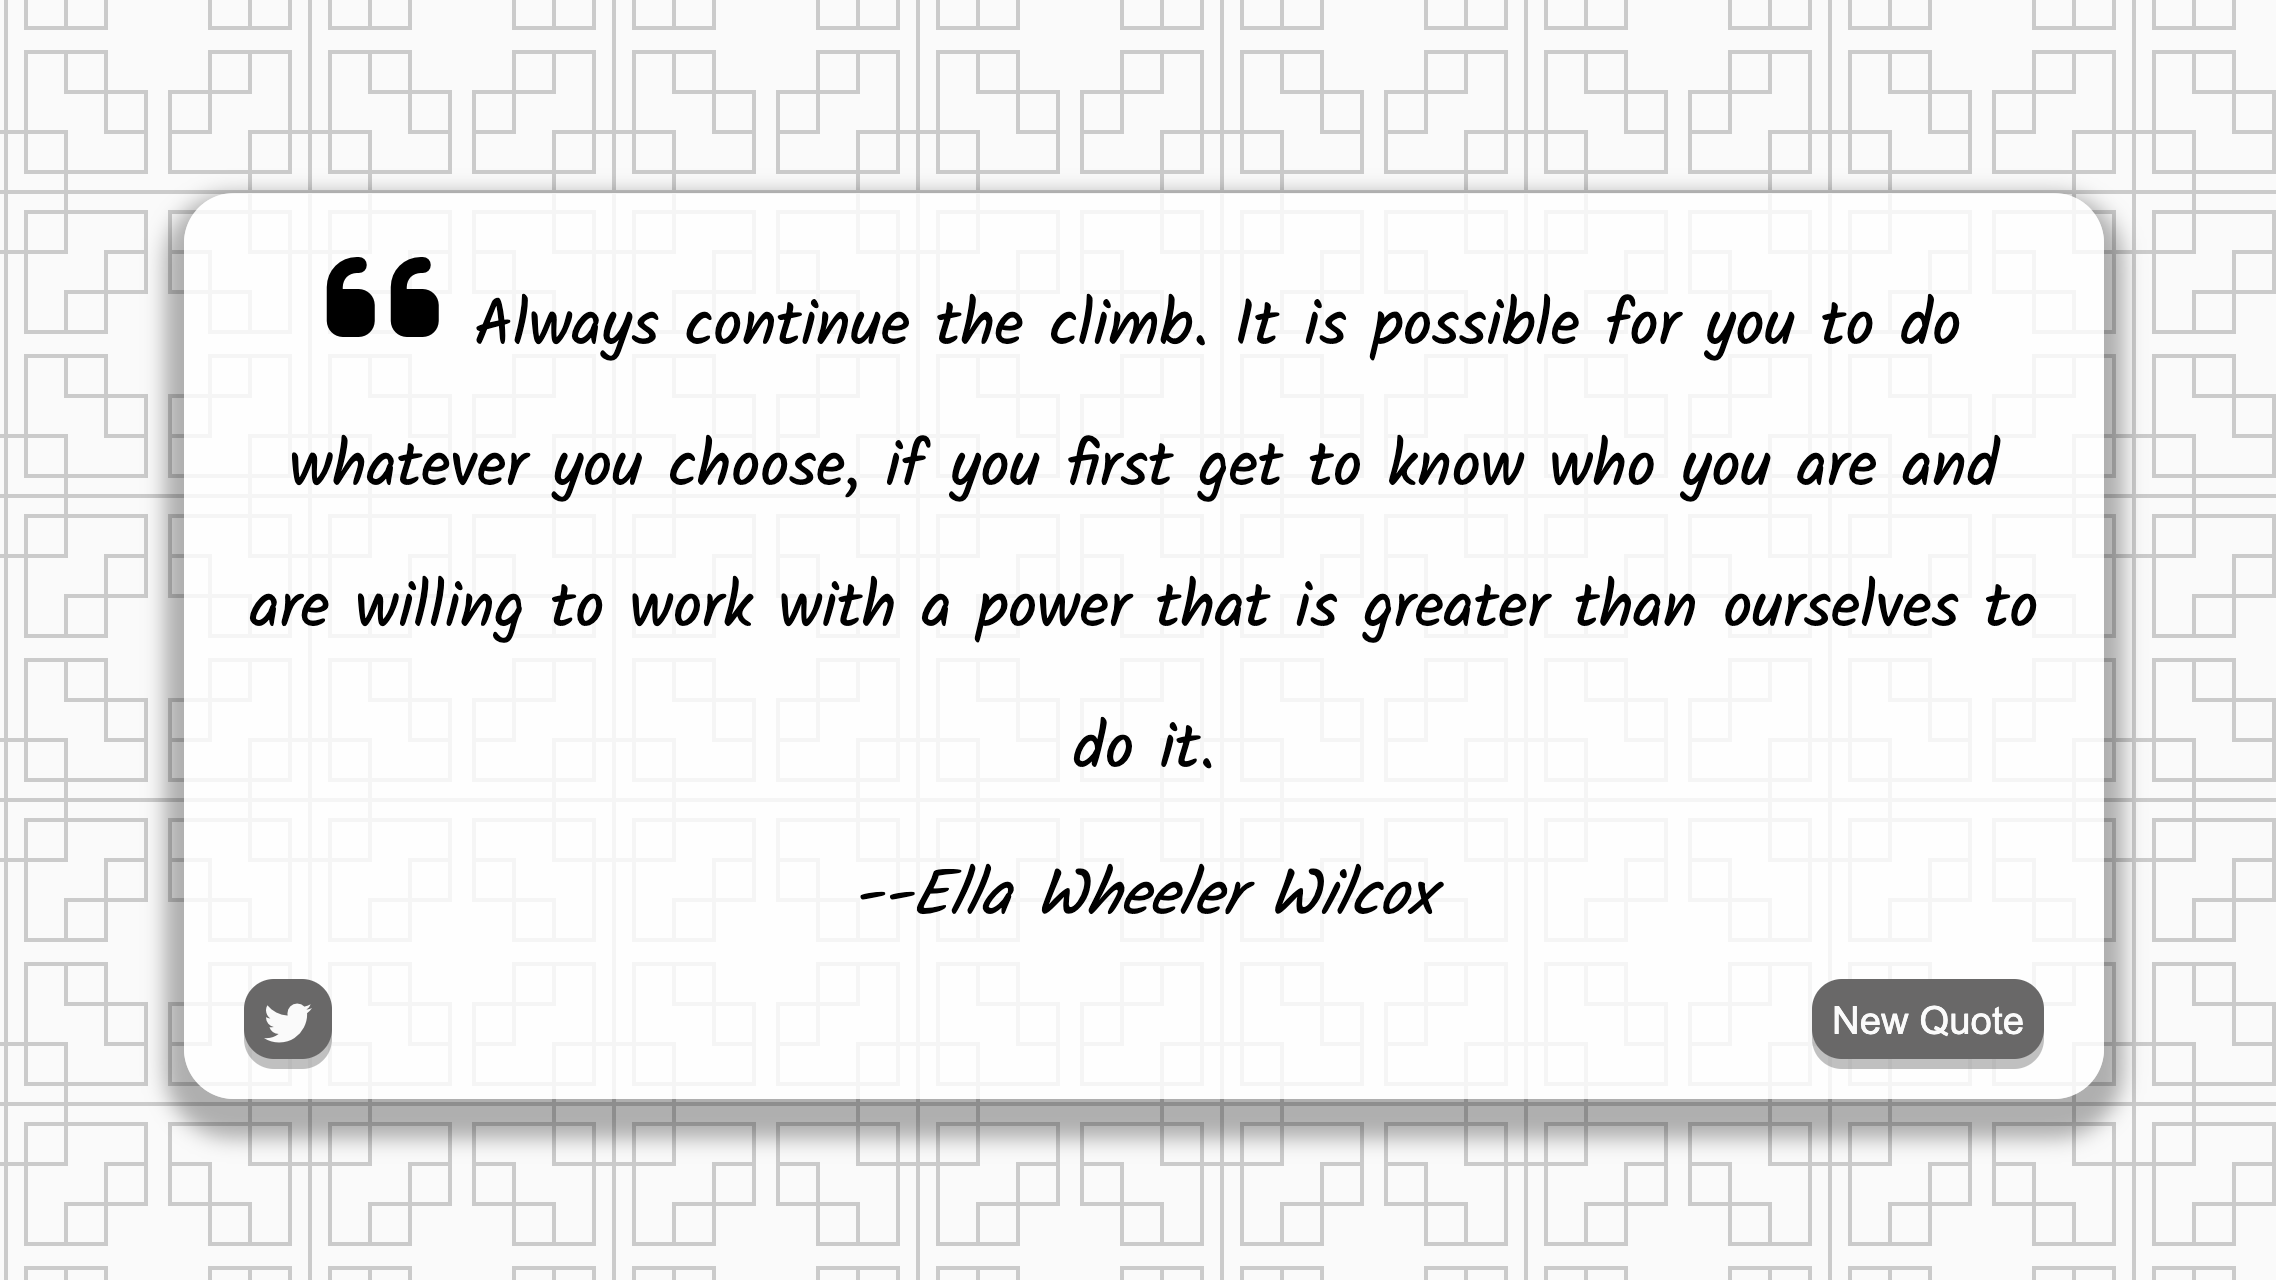 Always continue the climb. It is possible for you to do
whatever you choose, if you first get to know who you are and
are willing to work with a power that is greater than ourselves to
do it.
--Ella Wheeler Wilcox
New Quote